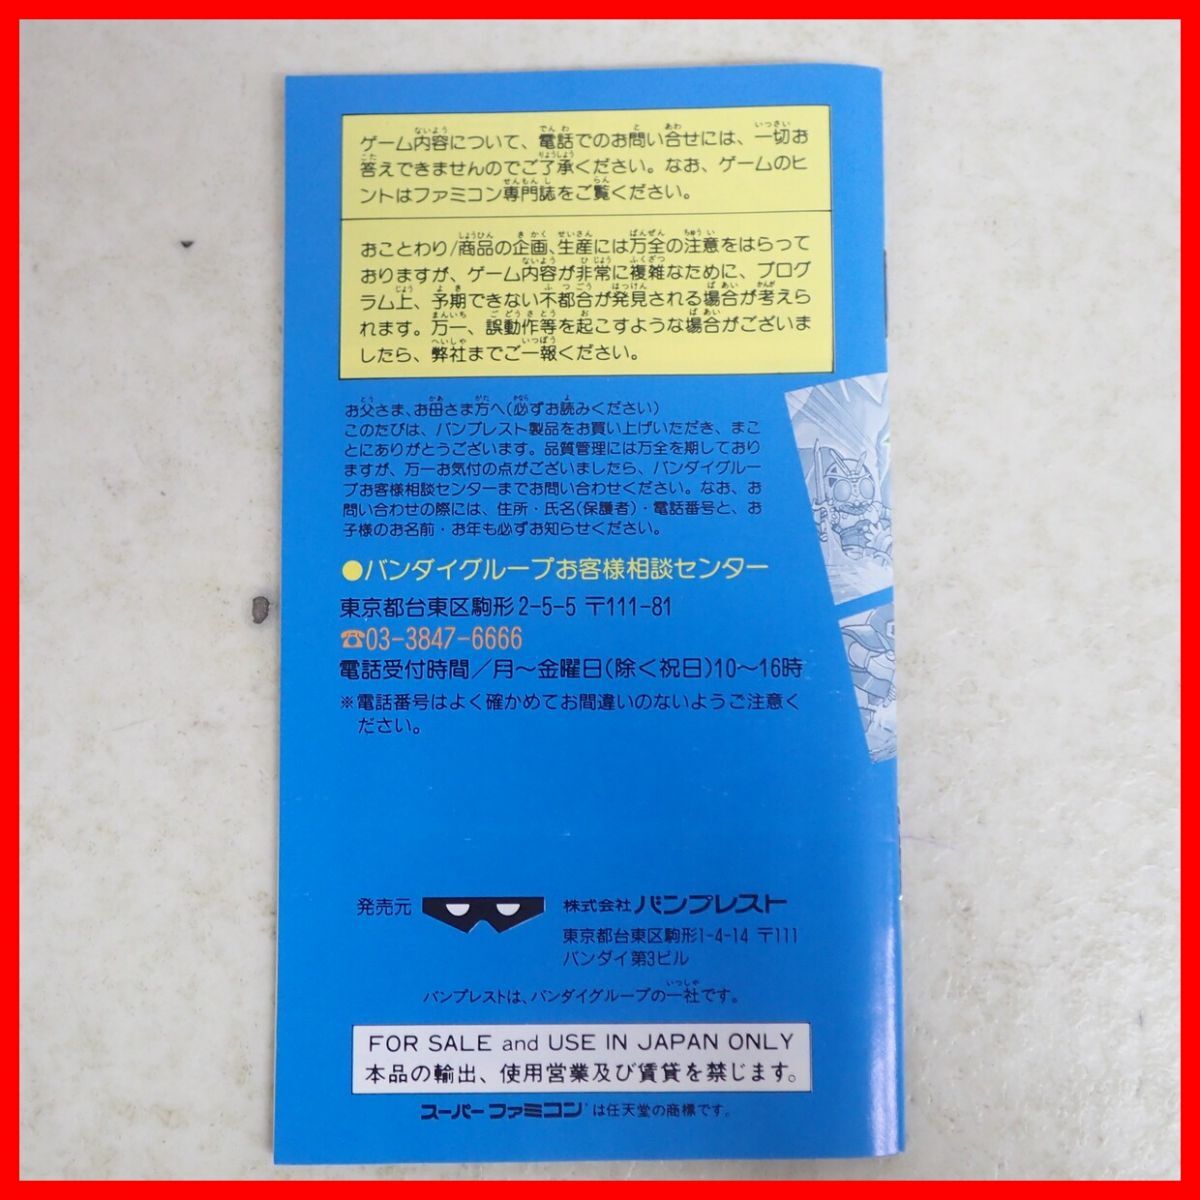 ゲーム内容について、電話でのお問い合せには、一切お
答えできませんのでご了承ください。なお、ゲームのヒ
ントはファミコン専門誌をご覧ください。
おことわり/商品の企画、生産には万全の注意をはらって
おりますが、ゲーム内容が非常に複雑なために、プログ
ラム上、予期できない不都合が発見される場合が考えら
れます。万一、誤動作等を起こすような場合がございま
したら、弊社までご一報ください。
お父さま、お母さま方へ(必ずお読みください)
このたびは、バンプレスト製品をお買い上げいただき、まこ
とにありがとうございます。品質管理には万全を期しており
ますが、万一お気付の点がございましたら、バンダイグルー
プお客様相談センターまでお問い合わせください。なお、お
問い合わせの際には、住所・氏名(保護者)・電話番号と、お
子様のお名前・お年も必ずお知らせください。
●バンダイグループお客様相談センター
東京都台東区駒形2-5-5 〒111-81
☎03-3847-6666
電話受付時間/月〜金曜日(除く祝日)10〜16時
※電話番号はよく確かめてお間違いのないようご注意く
ださい。
発売元 株式会社 バンプレスト
東京都台東区駒形1-4-14 〒111
バンダイ第3ビル
バンプレストは、バンダイグループの一社です。
FOR SALE and USE IN JAPAN ONLY
本品の輸出、使用営業及び賃貸を禁じます。
スーパーファミコンは任天堂の商標です。